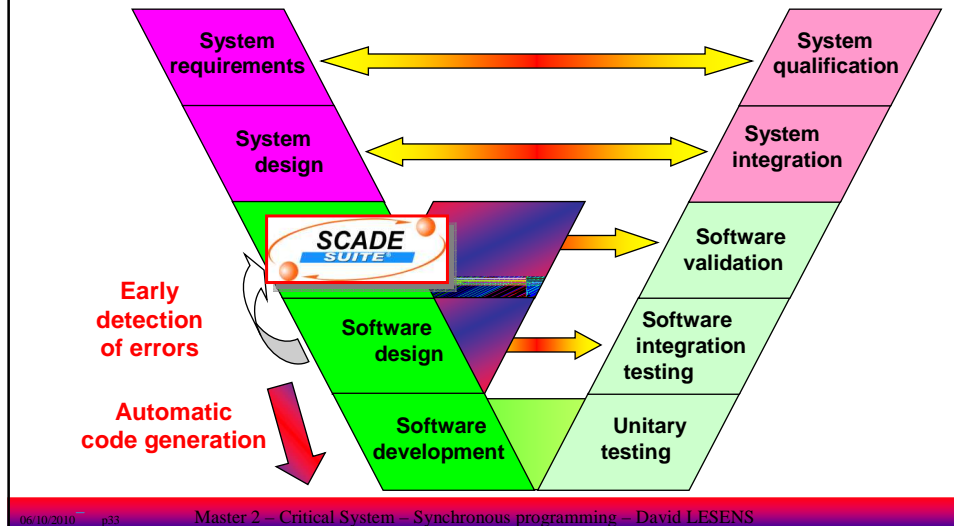 System
requirements
System
qualification
System
design
System
integration
SCADE
SUITE®
Software
validation
Early
detection
of errors
Software
design
Software
integration
testing
Automatic
code generation
Software
development
Unitary
testing
06/10/2010 - p33
Master 2 – Critical System – Synchronous programming – David LESENS